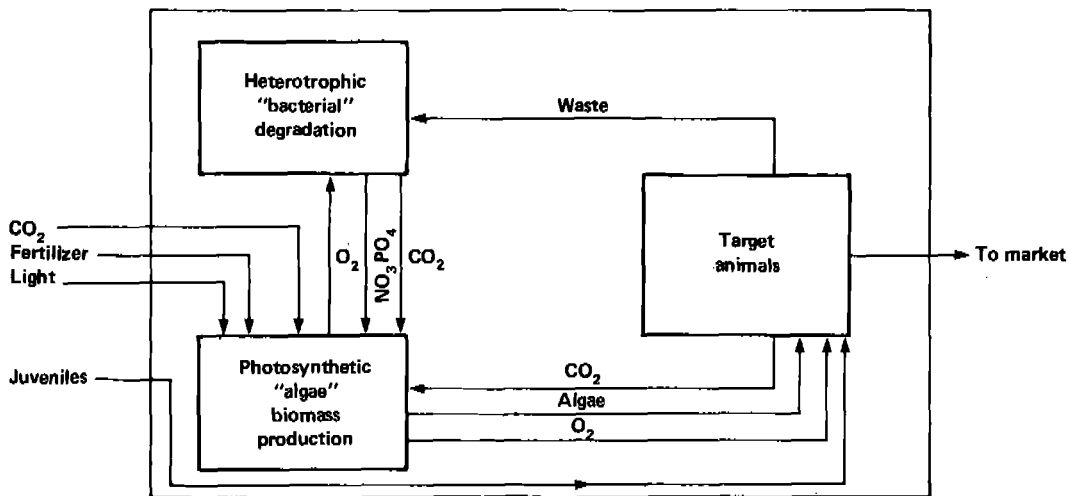 Heterotrophic
"bacterial"
degradation
Waste
CO₂
Fertilizer
Light
O₂
NO₃ PO₄
CO₂
Target
animals
To market
Juveniles
Photosynthetic
"algae"
biomass
production
CO₂
Algae
O₂